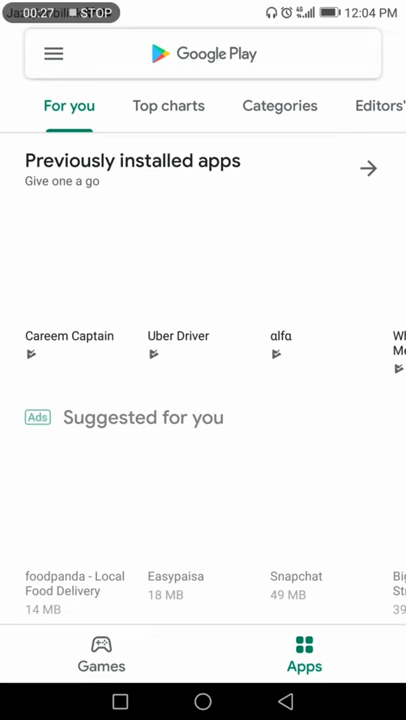 00:27 STOP
4G 12:04 PM
Google Play
For you Top charts Categories Editors'
Previously installed apps
Give one a go
Careem Captain Uber Driver αlfα
Ads Suggested for you
foodpanda - Local Easypaisa Snapchat
Food Delivery 18 MB 49 MB
14 MB
Games Apps